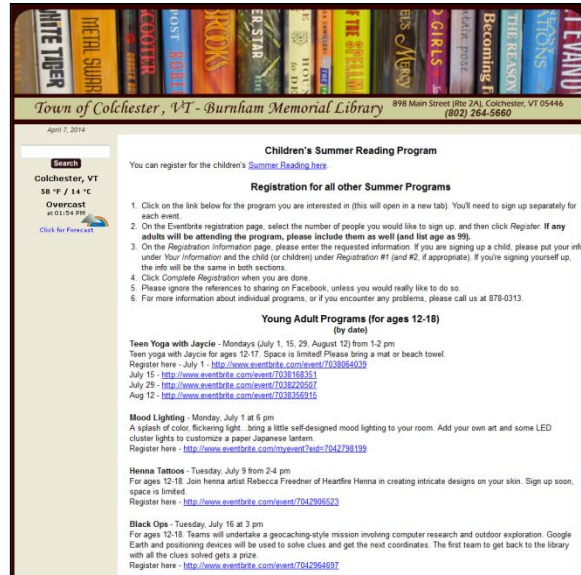 WHITE TIGER
METAL SWARM
COOTER
POST
ROBE
BROOKS
ER STAR
HOU
OF THE SPELLM
MERCY
GIRLS
Becoming F
THE REASON
ATIONS
EVANO
Town of Colchester , VT - Burnham Memorial Library
898 Main Street (Rte 2A), Colchester, VT 05446
(802) 264-5660
April 7, 2014
Search
Colchester, VT
58 °F / 14 °C
Overcast
at 01:54 PM
Click for Forecast
Children's Summer Reading Program
You can register for the children's Summer Reading here.
Registration for all other Summer Programs
1. Click on the link below for the program you are interested in (this will open in a new tab). You'll need to sign up separately for
each event.
2. On the Eventbrite registration page, select the number of people you would like to sign up, and then click Register. If any
adults will be attending the program, please include them as well (and list age as 99).
3. On the Registration Information page, please enter the requested information. If you are signing up a child, please put your info
under Your Information and the child (or children) under Registration #1 (and #2, if appropriate). If you're signing yourself up,
the info will be the same in both sections.
4. Click Complete Registration when you are done.
5. Please ignore the references to sharing on Facebook, unless you would really like to do so.
6. For more information about individual programs, or if you encounter any problems, please call us at 878-0313.
Young Adult Programs (for ages 12-18)
(by date)
Teen Yoga with Jaycie - Mondays (July 1, 15, 29, August 12) from 1-2 pm
Teen yoga with Jaycie for ages 12-17. Space is limited! Please bring a mat or beach towel.
Register here - July 1 - http://www.eventbrite.com/event/7038064039
July 15 - http://www.eventbrite.com/event/7038168351
July 29 - http://www.eventbrite.com/event/7038220507
Aug 12 - http://www.eventbrite.com/event/7038356915
Mood Lighting - Monday, July 1 at 6 pm
A splash of color, flickering light...bring a little self-designed mood lighting to your room. Add your own art and some LED
cluster lights to customize a paper Japanese lantern.
Register here - http://www.eventbrite.com/myevent?eid=7042798199
Henna Tattoos - Tuesday, July 9 from 2-4 pm
For ages 12-18. Join henna artist Rebecca Freedner of Heartfire Henna in creating intricate designs on your skin. Sign up soon,
space is limited.
Register here - http://www.eventbrite.com/event/7042906523
Black Ops - Tuesday, July 16 at 3 pm
For ages 12-18. Teams will undertake a geocaching-style mission involving computer research and outdoor exploration. Google
Earth and positioning devices will be used to solve clues and get the next coordinates. The first team to get back to the library
with all the clues solved gets a prize.
Register here - http://www.eventbrite.com/event/7042964697